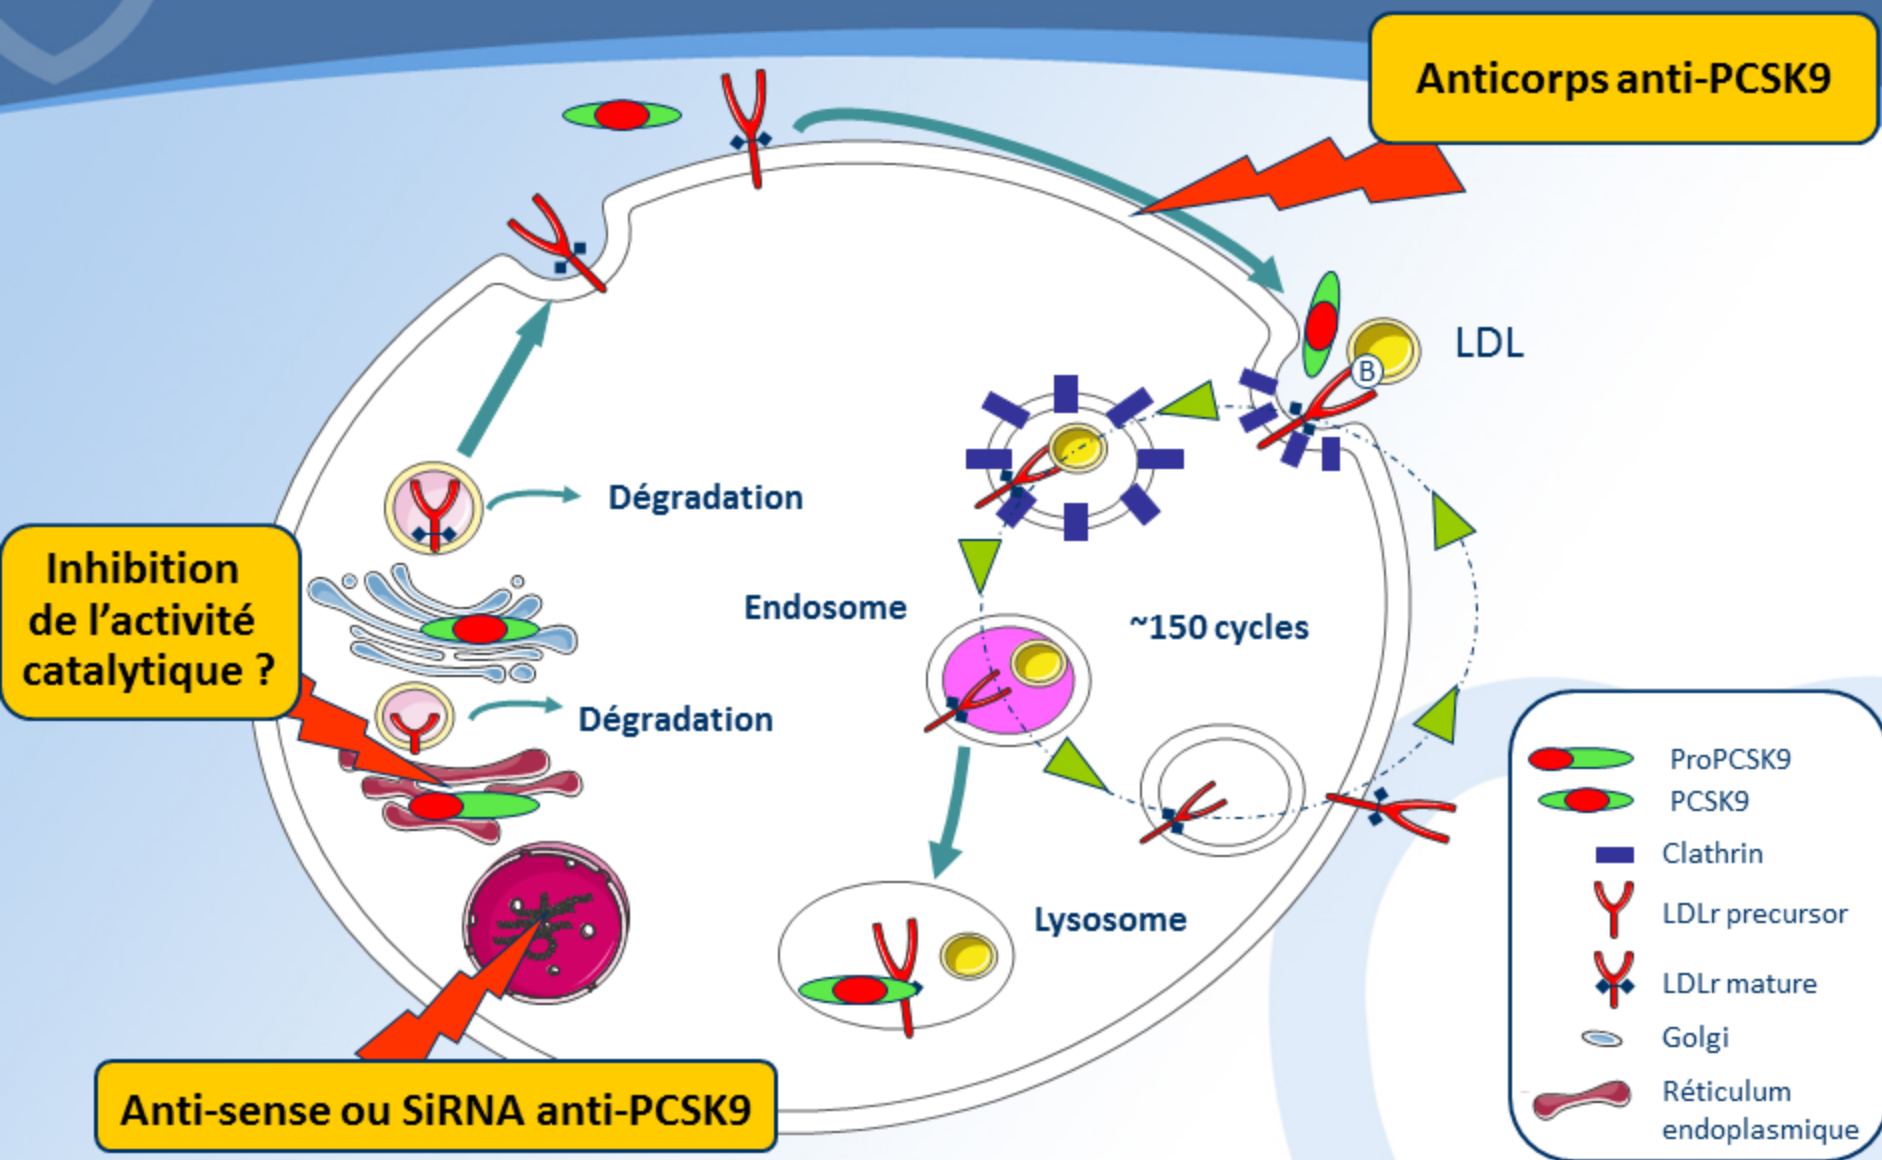 Anticorps anti-PCSK9
LDL
B
Dégradation
Inhibition
de l'activité
catalytique ?
Endosome
~150 cycles
Dégradation
Lysosome
Anti-sense ou SiRNA anti-PCSK9
ProPCSK9
PCSK9
Clathrin
LDLr precursor
LDLr mature
Golgi
Réticulum
endoplasmique